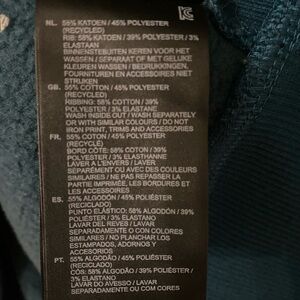 NL. 55% KATOEN / 45% POLYESTER
(RECYCLED)
RIB: 58% KATOEN / 39% POLYESTER / 3%
ELASTAAN
BINNENSTEBUITEN KEREN VOOR HET
WASSEN / SEPARAAT OF MET GELIJKE
KLEUREN WASSEN / BEDRUKKINGEN,
FOURNITUREN EN ACCESSOIRES NIET
STRIJKEN
GB. 55% COTTON / 45% POLYESTER
(RECYCLED)
RIBBING: 58% COTTON / 39%
POLYESTER / 3% ELASTANE
WASH INSIDE OUT / WASH SEPARATELY
OR WITH SIMILAR COLOURS / DO NOT
IRON PRINT, TRIMS AND ACCESSORIES
FR. 55% COTON / 45% POLYESTER
(RECYCLÉ)
BORD CÔTE: 58% COTON / 39%
POLYESTER / 3% ÉLASTHANNE
LAVER A L'ENVERS / LAVER
SÉPARÉMENT OU AVEC DES COULEURS
SIMILAIRES / NE PAS REPASSER LA
PARTIE IMPRIMÉE, LES BORDURES ET
LES ACCESSOIRES
ES. 55% ALGODÓN / 45% POLIÉSTER
(RECICLADO)
PUNTO ELÁSTICO: 58% ALGODÓN / 39%
POLIÉSTER / 3% ELASTANO
LAVAR DEL REVES / LAVAR
SEPARADAMENTE O CON COLORES
SIMILARES / NO PLANCHAR LOS
ESTAMPADOS, ADORNOS Y
ACCESORIOS
PT. 55% ALGODÃO / 45% POLIÉSTER
(RECICLADO)
CÓS: 58% ALGODÃO / 39% POLIÉSTER /
3% ELASTANO
LAVAR DO AVESSO / LAVAR
SEPARADAMENTE OU COM CORES